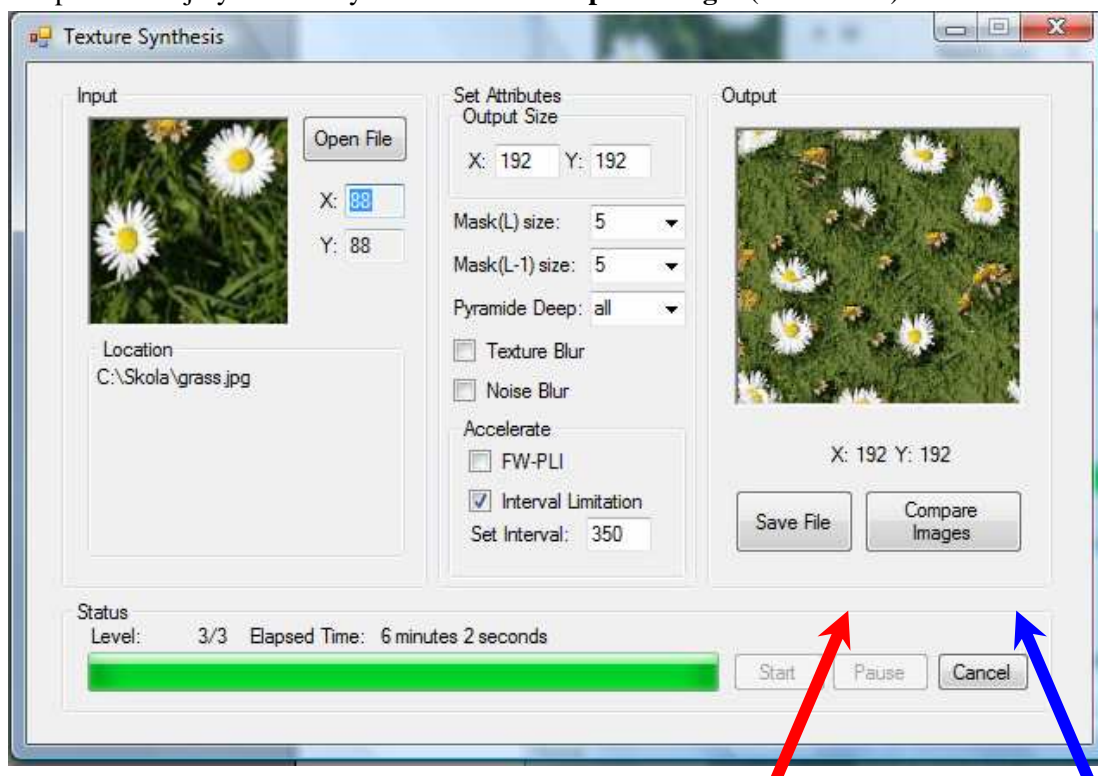 Texture Synthesis
Input
Open File
X: 88
Y: 88
Location
C:\Skola\grass.jpg
Set Attributes
Output Size
X: 192 Y: 192
Mask(L) size: 5
Mask(L-1) size: 5
Pyramide Deep: all
Texture Blur
Noise Blur
Accelerate
FW-PLI
Interval Limitation
Set Interval: 350
Output
X: 192 Y: 192
Save File
Compare
Images
Status
Level: 3/3 Elapsed Time: 6 minutes 2 seconds
Start Pause Cancel